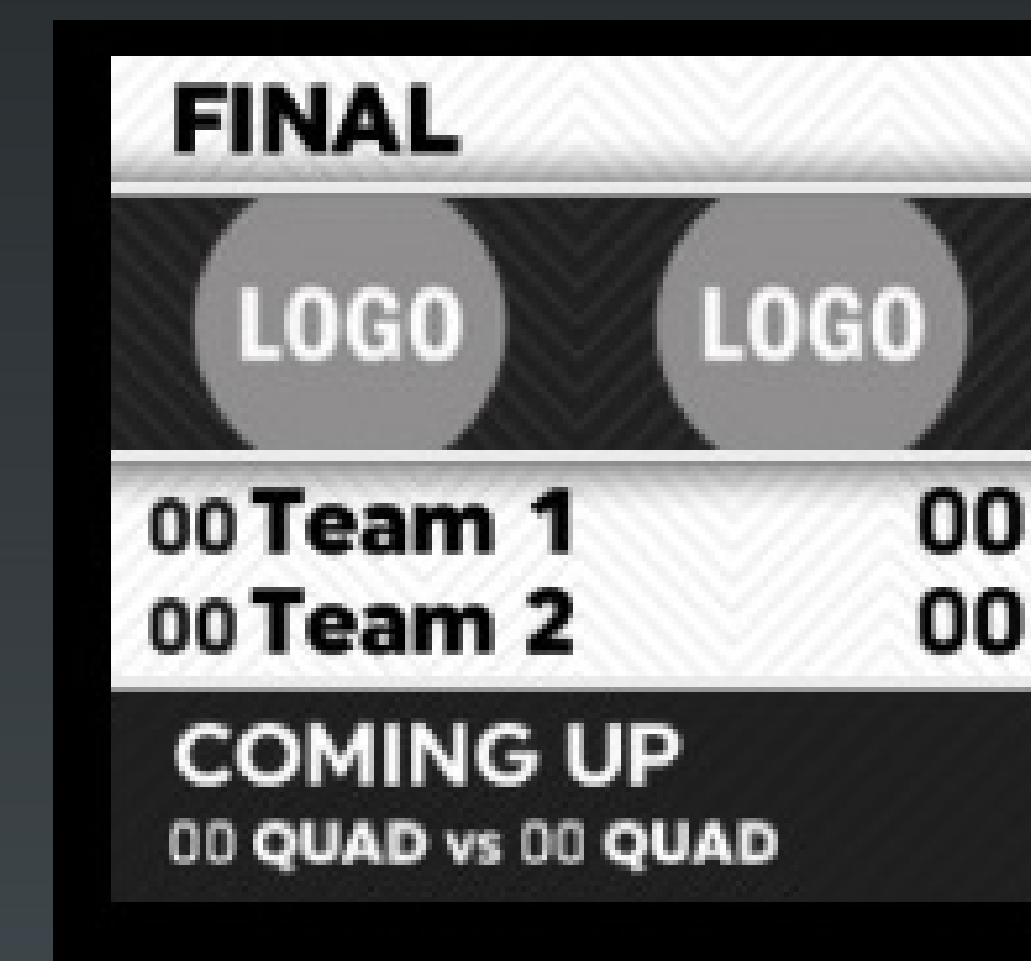 FINAL
LOGO LOGO
00 Team 1 00
00 Team 2 00
COMING UP
00 QUAD vs 00 QUAD